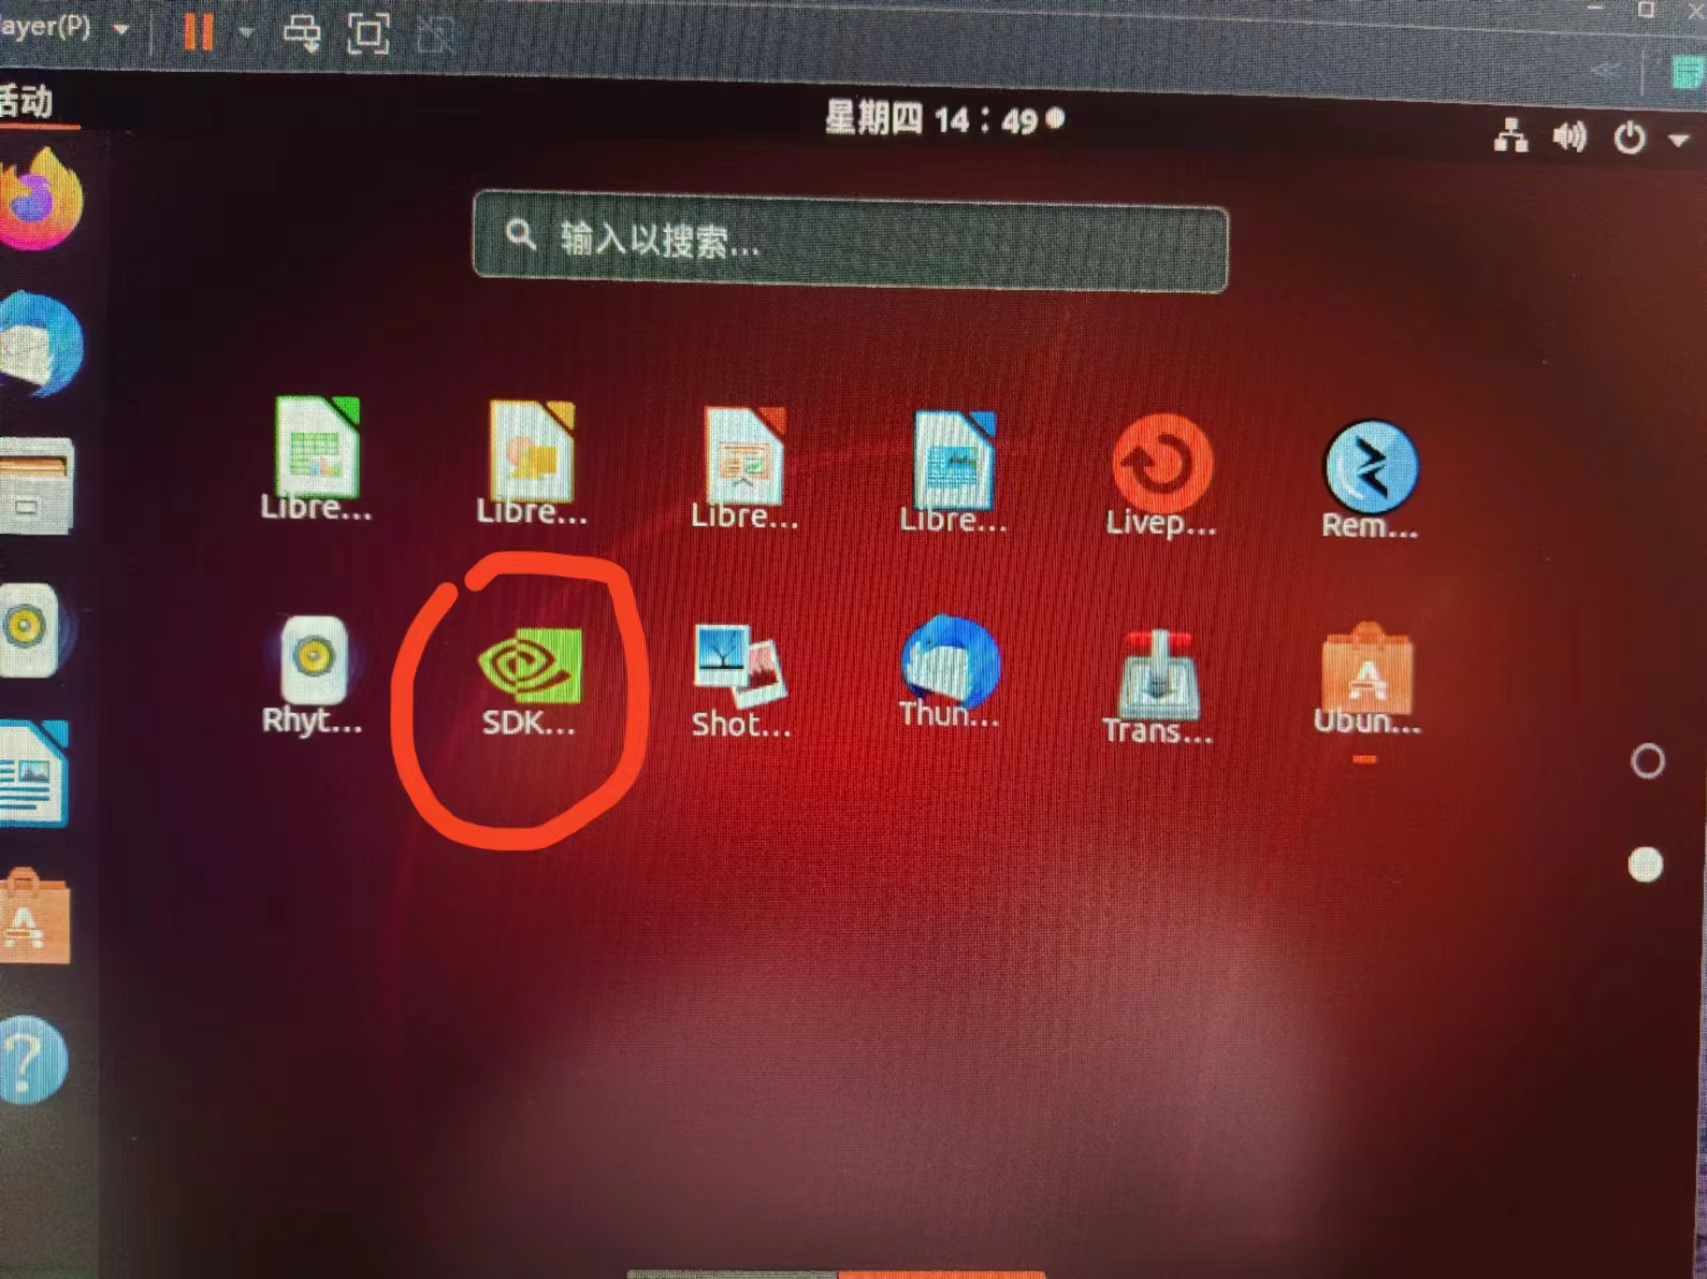 ayer(P)
活动
星期四 14：49
输入以搜索...
Libre...
Libre...
Libre...
Libre...
Livep...
Rem...
Rhyt...
SDK...
Shot...
Thun...
Trans...
Ubun...